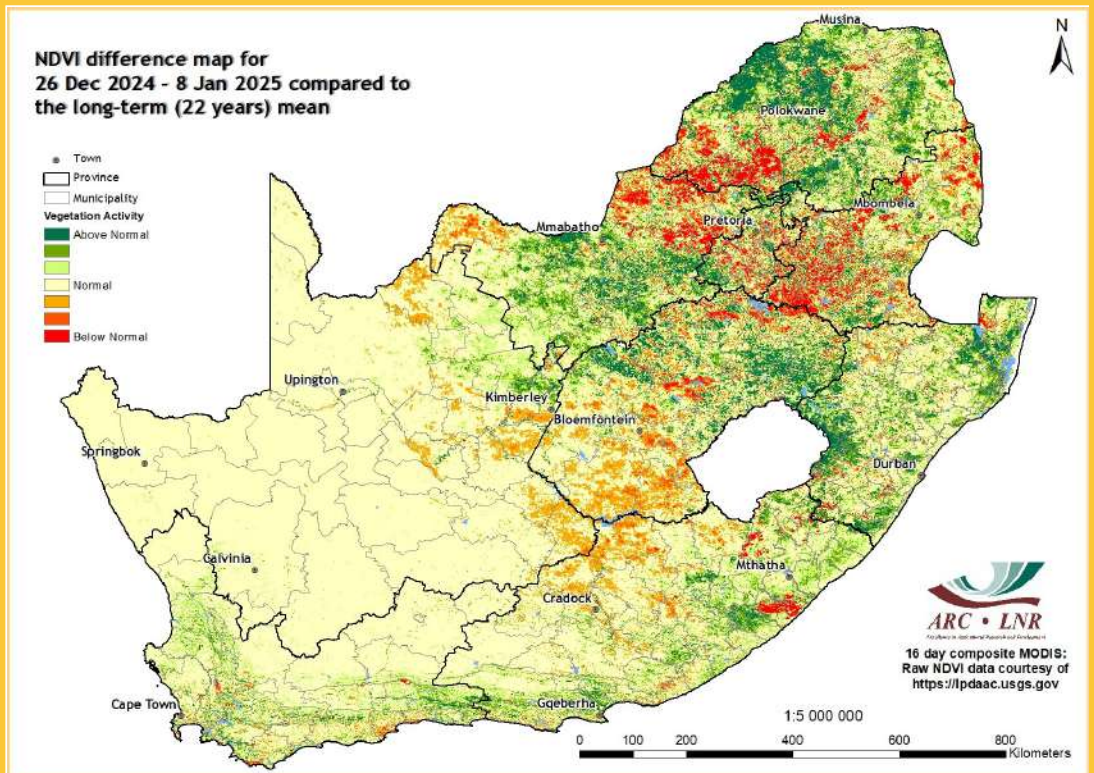 NDVI difference map for
26 Dec 2024 - 8 Jan 2025 compared to
the long-term (22 years) mean
Town
Province
Municipality
Vegetation Activity
Above Normal
Normal
Below Normal
N
Musina
Polokwane
Mbombela
Pretoria
Mmabatho
Upington
Kimberley
Bloemfontein
Springbok
Durban
Calvinia
Mthatha
Cradock
Cape Town
Gqeberha
ARC • LNR
16 day composite MODIS:
Raw NDVI data courtesy of
https://lpdaac.usgs.gov
1:5 000 000
0 100 200 400 600 800
Kilometers